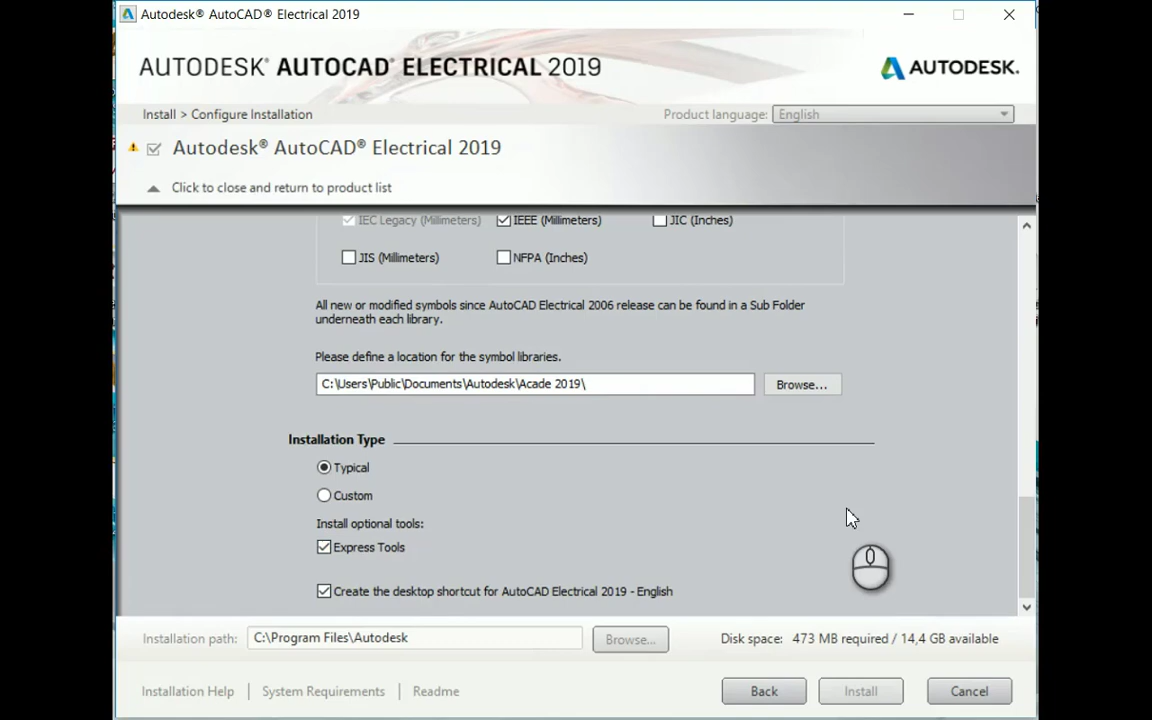 Autodesk® AutoCAD® Electrical 2019
AUTODESK® AUTOCAD® ELECTRICAL 2019
AUTODESK.
Install > Configure Installation
Product language: English
Autodesk® AutoCAD® Electrical 2019
Click to close and return to product list
IEC Legacy (Millimeters) IEEE (Millimeters) JIC (Inches)
JIS (Millimeters) NFPA (Inches)
All new or modified symbols since AutoCAD Electrical 2006 release can be found in a Sub Folder
underneath each library.
Please define a location for the symbol libraries.
C:\Users\Public\Documents\Autodesk\Acade 2019\ Browse...
Installation Type
Typical
Custom
Install optional tools:
Express Tools
Create the desktop shortcut for AutoCAD Electrical 2019 - English
Installation path: C:\Program Files\Autodesk Browse... Disk space: 473 MB required / 14,4 GB available
Installation Help | System Requirements | Readme Back Install Cancel